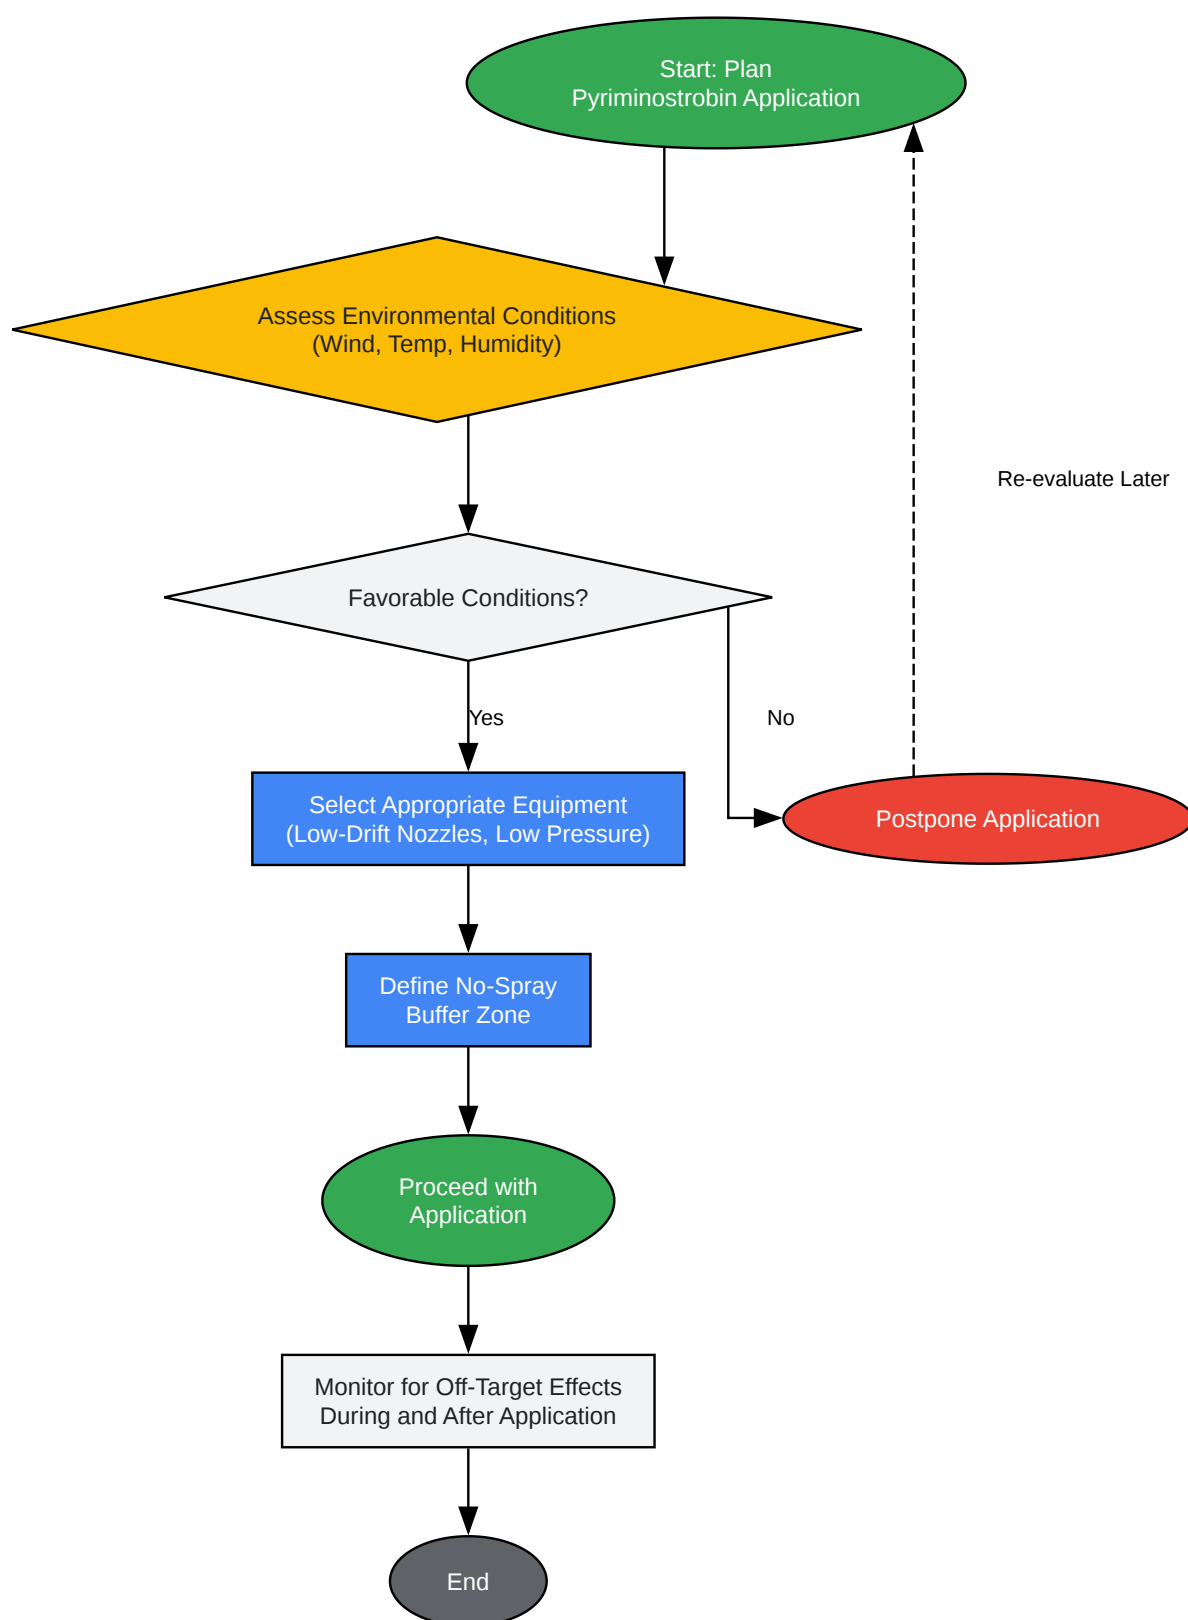 Start: Plan
Pyriminostrobin Application
Assess Environmental Conditions
(Wind, Temp, Humidity)
Re-evaluate Later
Favorable Conditions?
Yes
No
Select Appropriate Equipment
(Low-Drift Nozzles, Low Pressure)
Postpone Application
Define No-Spray
Buffer Zone
Proceed with
Application
Monitor for Off-Target Effects
During and After Application
End